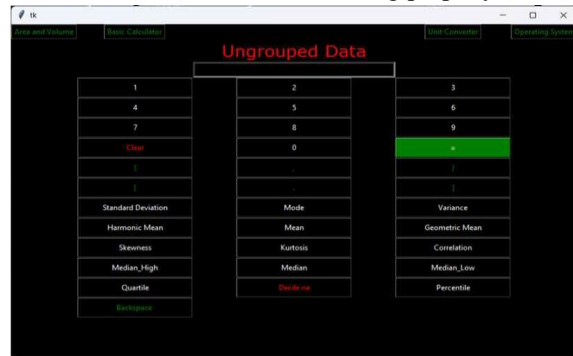 tk
Area and Volume Basic Calculator Unit Converter Operating System
Ungrouped Data
1 2 3
4 5 6
7 8 9
Clear 0 =
Standard Deviation Mode Variance
Harmonic Mean Mean Geometric Mean
Skewness Kurtosis Correlation
Median_High Median Median_Low
Quartile Decile Percentile
Backspace